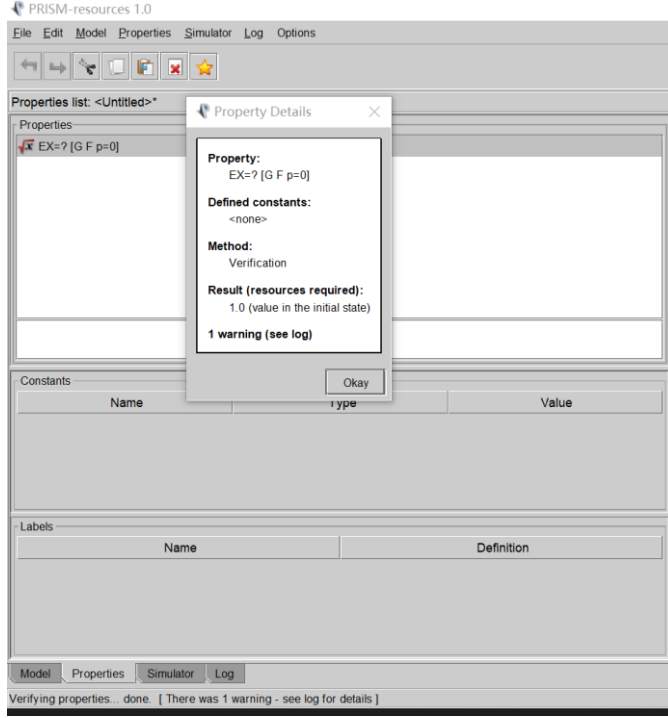 PRISM-resources 1.0
File Edit Model Properties Simulator Log Options
Properties list: <Untitled>*
Properties
EX=? [G F p=0]
Property Details
Property:
EX=? [G F p=0]
Defined constants:
<none>
Method:
Verification
Result (resources required):
1.0 (value in the initial state)
1 warning (see log)
Okay
Constants
Name Type Value
Labels
Name Definition
Model Properties Simulator Log
Verifying properties... done. [ There was 1 warning - see log for details ]